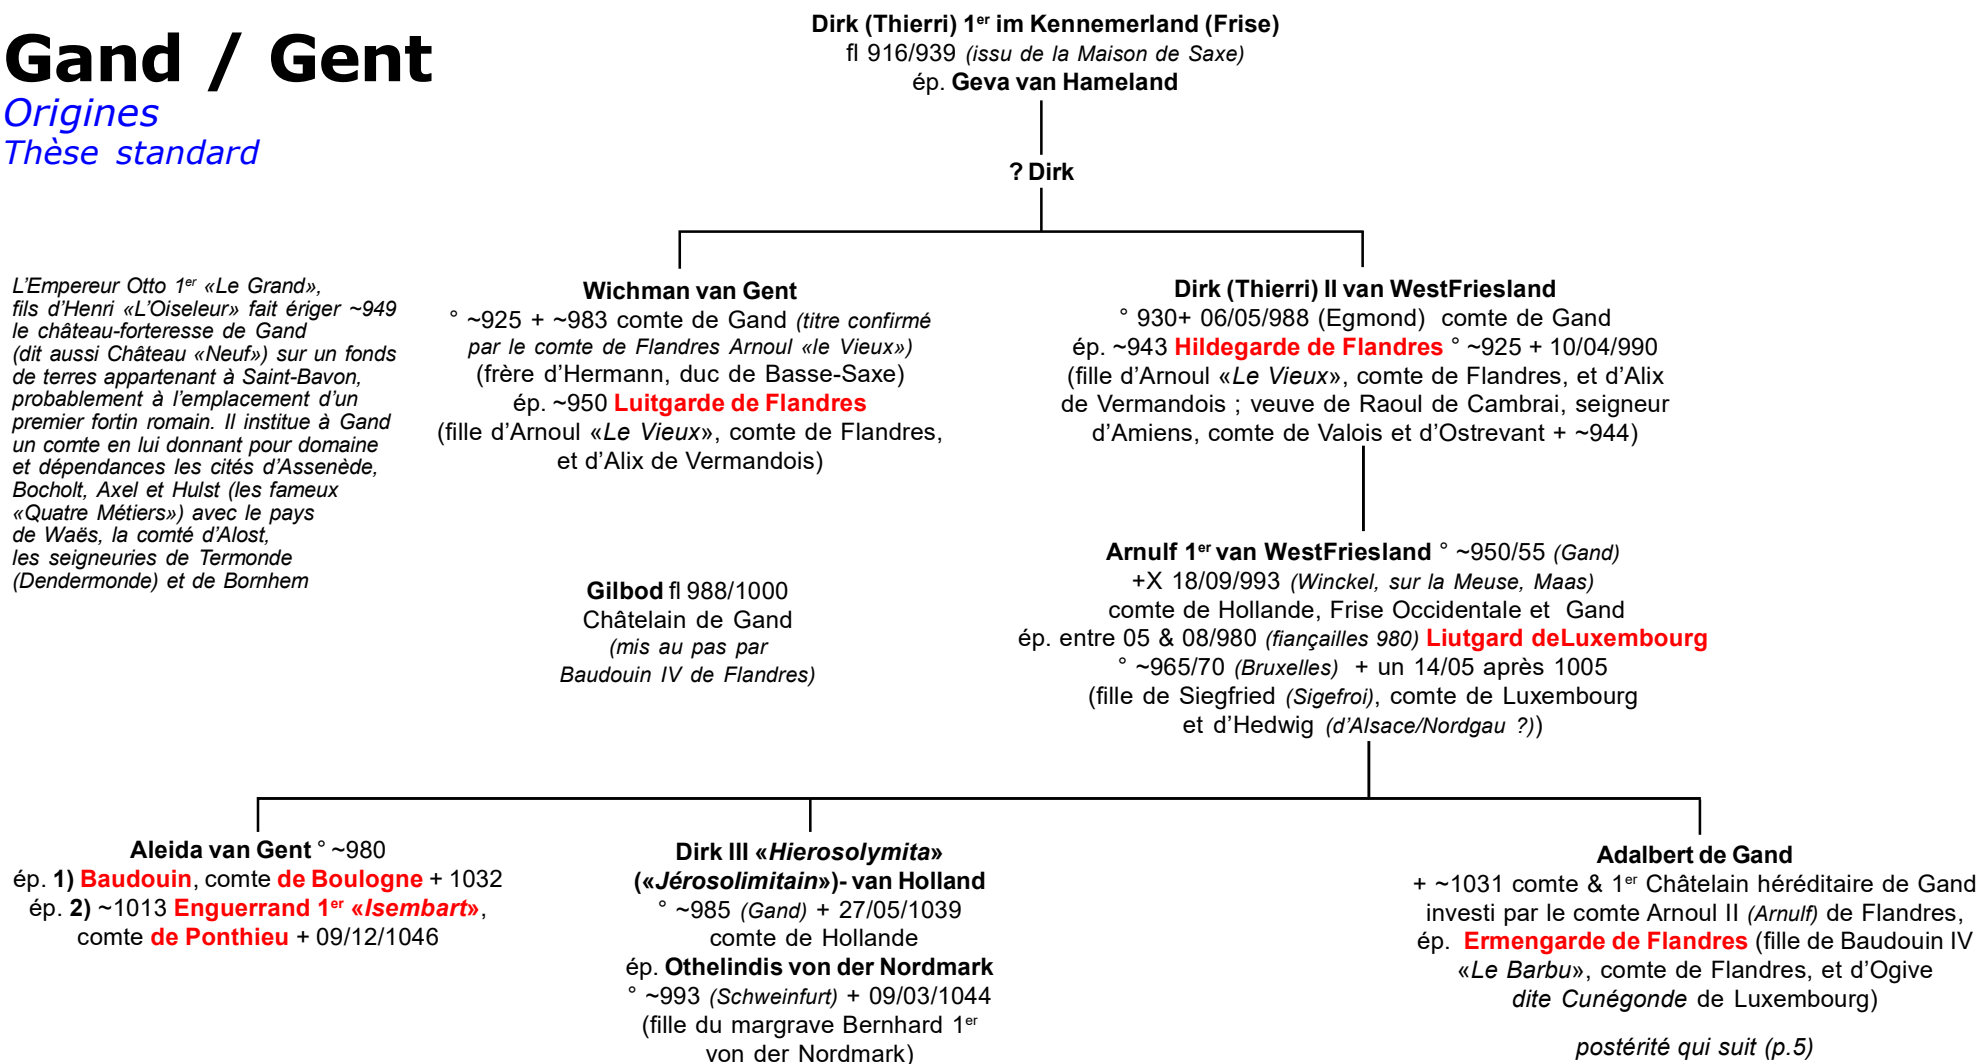 Gand / Gent
Origines
Thèse standard
Dirk (Thierri) 1er im Kennemerland (Frise)
fl 916/939 (issu de la Maison de Saxe)
ép. Geva van Hameland
? Dirk
L’Empereur Otto 1er «Le Grand»,
fils d’Henri «L’Oiseleur» fait ériger ~949
le château-forteresse de Gand
(dit aussi Château «Neuf») sur un fonds
de terres appartenant à Saint-Bavon,
probablement à l’emplacement d’un
premier fortin romain. Il institue à Gand
un comte en lui donnant pour domaine
et dépendances les cités d’Assenède,
Bocholt, Axel et Hulst (les fameux
«Quatre Métiers») avec le pays
de Waës, la comté d’Alost,
les seigneuries de Termonde
(Dendermonde) et de Bornhem
Wichman van Gent
° ~925 + ~983 comte de Gand (titre confirmé
par le comte de Flandres Arnoul «le Vieux»)
(frère d’Hermann, duc de Basse-Saxe)
ép. ~950 Luitgarde de Flandres
(fille d’Arnoul «Le Vieux», comte de Flandres,
et d’Alix de Vermandois)
Dirk (Thierri) II van WestFriesland
° 930+ 06/05/988 (Egmond) comte de Gand
ép. ~943 Hildegarde de Flandres ° ~925 + 10/04/990
(fille d’Arnoul «Le Vieux», comte de Flandres, et d’Alix
de Vermandois ; veuve de Raoul de Cambrai, seigneur
d’Amiens, comte de Valois et d’Ostrevant + ~944)
Gilbod fl 988/1000
Châtelain de Gand
(mis au pas par
Baudouin IV de Flandres)
Arnulf 1er van WestFriesland ° ~950/55 (Gand)
+X 18/09/993 (Winckel, sur la Meuse, Maas)
comte de Hollande, Frise Occidentale et Gand
ép. entre 05 & 08/980 (fiançailles 980) Liutgard deLuxembourg
° ~965/70 (Bruxelles) + un 14/05 après 1005
(fille de Siegfried (Sigefroi), comte de Luxembourg
et d’Hedwig (d’Alsace/Nordgau ?))
Aleida van Gent ° ~980
ép. 1) Baudouin, comte de Boulogne + 1032
ép. 2) ~1013 Enguerrand 1er «Isembart»,
comte de Ponthieu + 09/12/1046
Dirk III «Hierosolymita»
(«Jérosolimitain»)- van Holland
° ~985 (Gand) + 27/05/1039
comte de Hollande
ép. Othelindis von der Nordmark
° ~993 (Schweinfurt) + 09/03/1044
(fille du margrave Bernhard 1er
von der Nordmark)
Adalbert de Gand
+ ~1031 comte & 1er Châtelain héréditaire de Gand
investi par le comte Arnoul II (Arnulf) de Flandres,
ép. Ermengarde de Flandres (fille de Baudouin IV
«Le Barbu», comte de Flandres, et d’Ogive
dite Cunégonde de Luxembourg)
postérité qui suit (p.5)